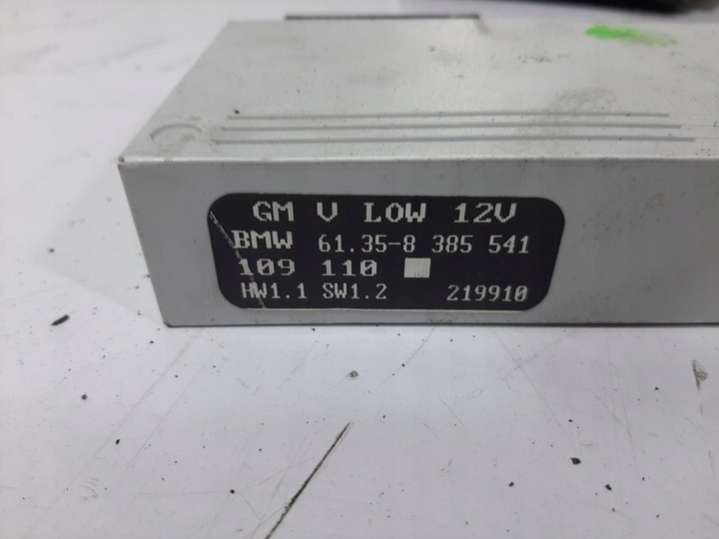 GM V LOW 12V
BMW 61.35-8 385 541
109 110
HW1.1 SW1.2 219910